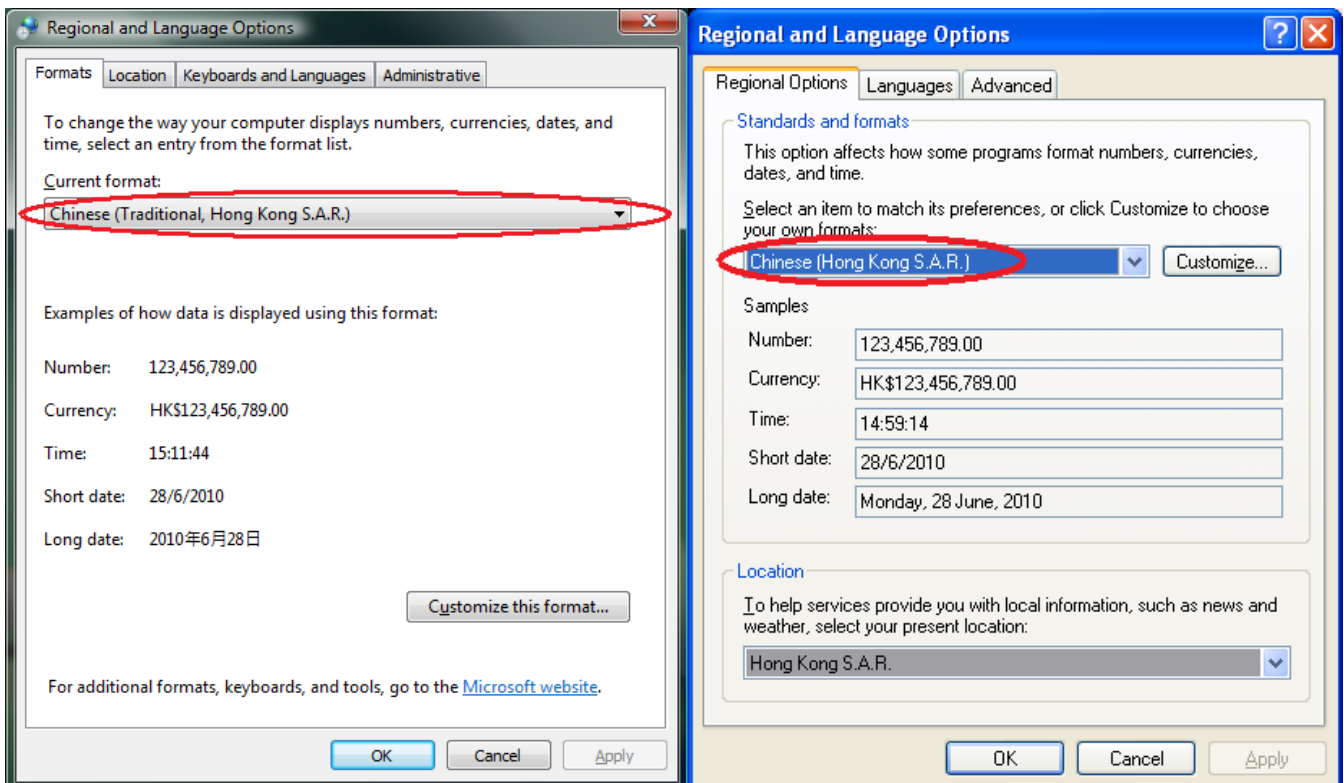 Regional and Language Options
Formats
Location
Keyboards and Languages
Administrative
To change the way your computer displays numbers, currencies, dates, and
time, select an entry from the format list.
Current format:
Chinese (Traditional, Hong Kong S.A.R.)
Examples of how data is displayed using this format:
Number: 123,456,789.00
Currency: HK$123,456,789.00
Time: 15:11:44
Short date: 28/6/2010
Long date: 2010年6月28日
Customize this format...
For additional formats, keyboards, and tools, go to the Microsoft website.
OK
Cancel
Apply
Regional and Language Options
Regional Options
Languages
Advanced
Standards and formats
This option affects how some programs format numbers, currencies,
dates, and time.
Select an item to match its preferences, or click Customize to choose
your own formats:
Chinese (Hong Kong S.A.R.)
Customize...
Samples
Number: 123,456,789.00
Currency: HK$123,456,789.00
Time: 14:59:14
Short date: 28/6/2010
Long date: Monday, 28 June, 2010
Location
To help services provide you with local information, such as news and
weather, select your present location:
Hong Kong S.A.R.
OK
Cancel
Apply